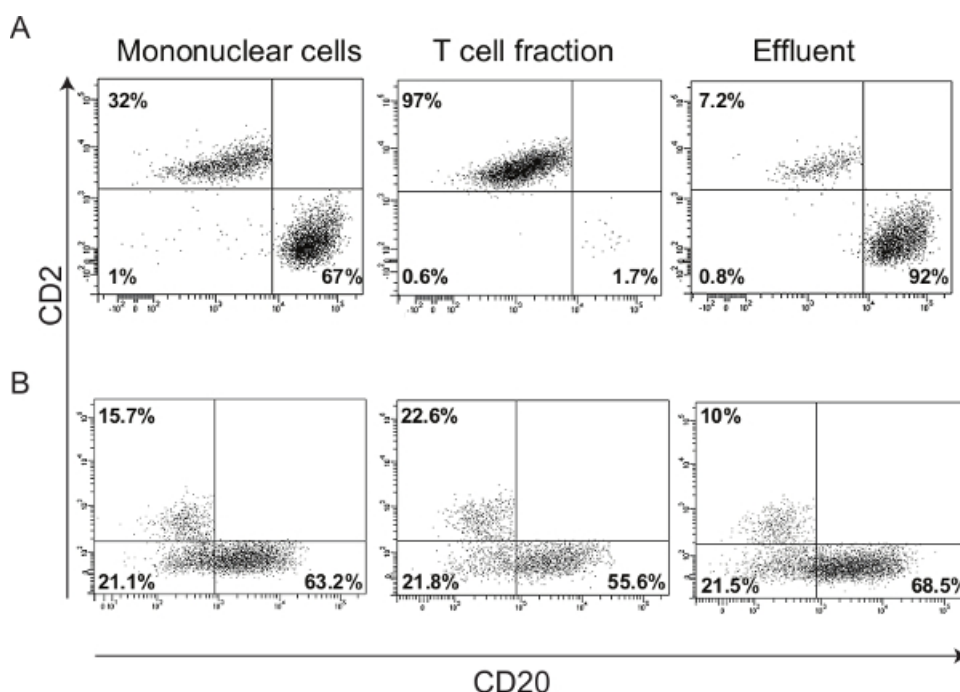 A
Mononuclear cells T cell fraction Effluent
32% 97% 7.2%
1% 67% 0.6% 1.7% 0.8% 92%
CD2
B
15.7% 22.6% 10%
21.1% 63.2% 21.8% 55.6% 21.5% 68.5%
CD20